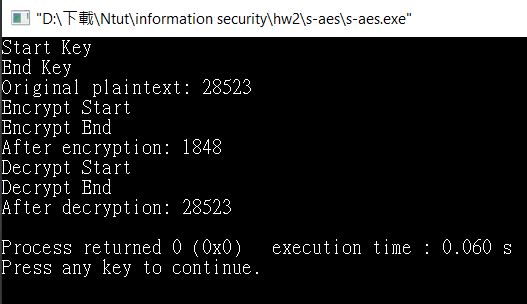 "D:\下載\Ntut\information security\hw2\s-aes\s-aes.exe"
Start Key
End Key
Original plaintext: 28523
Encrypt Start
Encrypt End
After encryption: 1848
Decrypt Start
Decrypt End
After decryption: 28523
Process returned 0 (0x0)   execution time : 0.060 s
Press any key to continue.